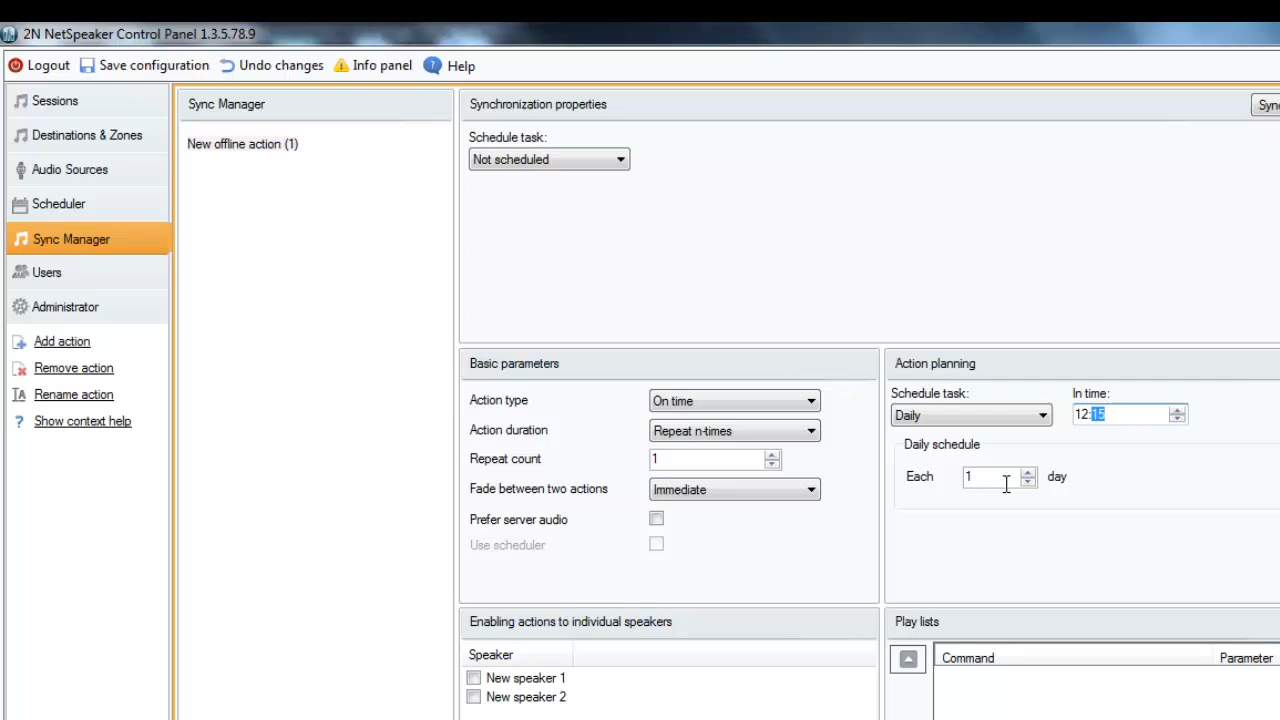 2N NetSpeaker Control Panel 1.3.5.78.9
Logout Save configuration Undo changes Info panel ? Help
Sessions
Destinations & Zones
Audio Sources
Scheduler
Sync Manager
Users
Administrator
Add action
Remove action
Rename action
? Show context help
Sync Manager
New offline action (1)
Synchronization properties
Schedule task:
Not scheduled
Basic parameters
Action type On time
Action duration Repeat n-times
Repeat count 1
Fade between two actions Immediate
Prefer server audio
Use scheduler
Action planning
Schedule task: In time:
Daily 12:15
Daily schedule
Each 1 day
Enabling actions to individual speakers
Speaker
New speaker 1
New speaker 2
Play lists
Command Parameter